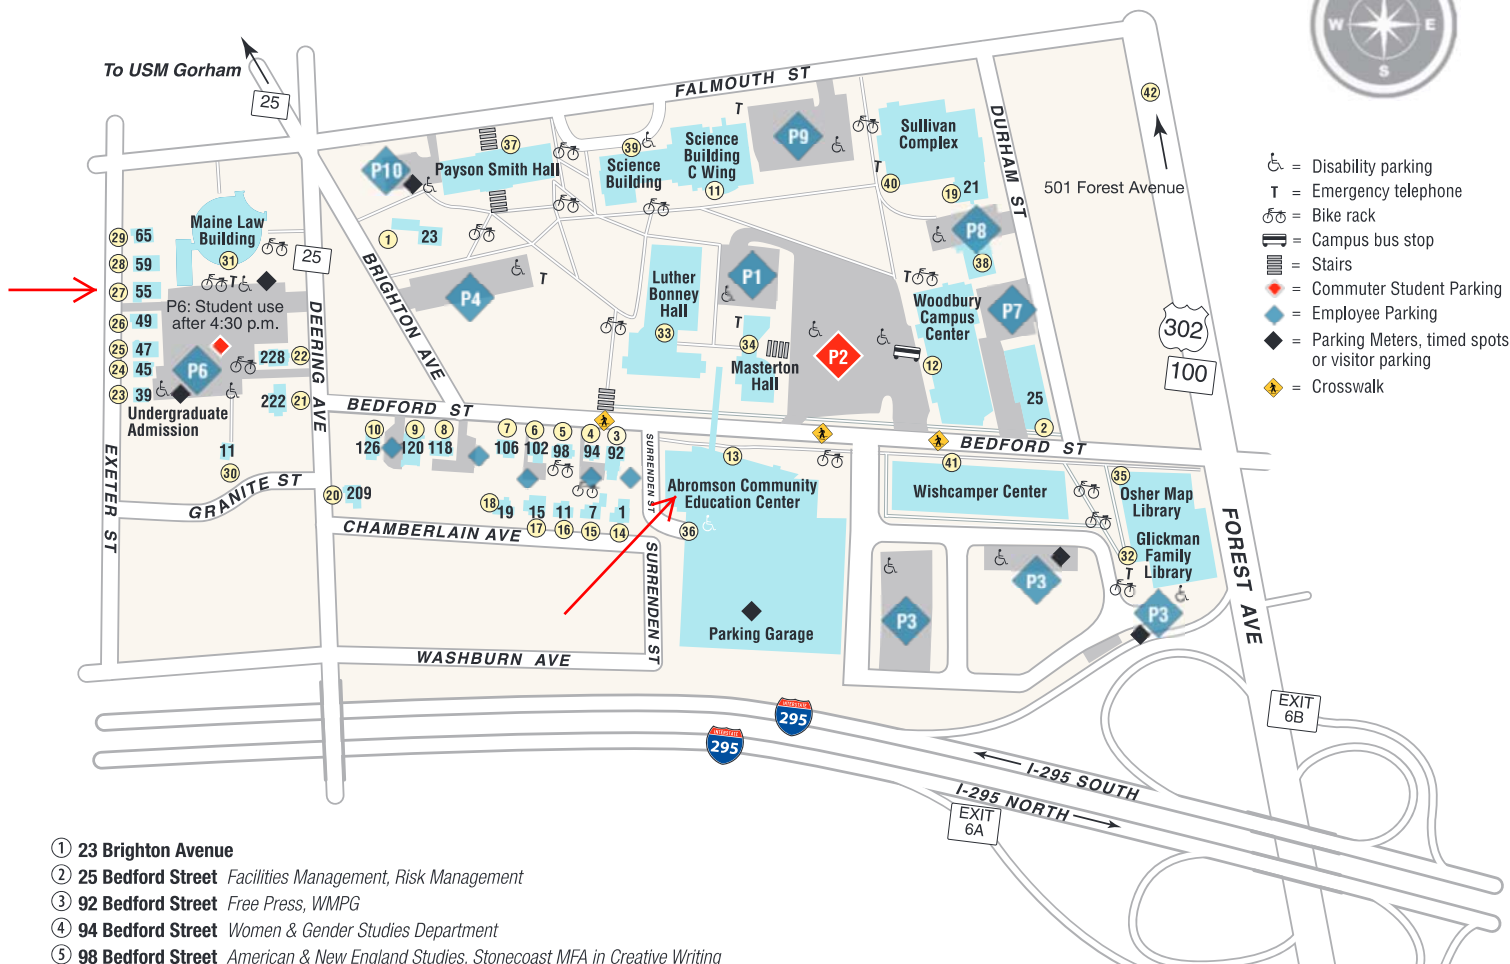 W E
S
To USM Gorham
25
FALMOUTH ST
DURHAM ST
42
501 Forest Avenue
= Disability parking
T = Emergency telephone
= Bike rack
= Campus bus stop
= Stairs
= Commuter Student Parking
= Employee Parking
= Parking Meters, timed spots
or visitor parking
= Crosswalk
P10
37
Payson Smith Hall
39
Science
Building
Science
Building
C Wing
11
T
P9
Sullivan
Complex
T
40
19 21
P8
38
Maine Law
Building
31
T
25
29 65
28 59
27 55
26 49
25 47
24 45
23 39
P6: Student use
after 4:30 p.m.
P6
228 22
222 21
Undergraduate
Admission
11
30
1 23
BRIGHTON AVE
DEERING AVE
P4
T
Luther
Bonney
Hall
33
P1
T
34
Masterton
Hall
P2
T
Woodbury
Campus
Center
12
P7
25
2
302
100
BEDFORD ST
BEDFORD ST
10 9 8 7 6 5 4 3
126 120 118 106 102 98 94 92
SURRENDEN ST
13
Abromson Community
Education Center
41
Wishcamper Center
35
Osher Map
Library
Glickman
Family
Library
32
T
EXETER ST
GRANITE ST
20 209
18 19 15 11 7 1
17 16 15 14
36
CHAMBERLAIN AVE
SURRENDEN ST
WASHBURN AVE
Parking Garage
P3
P3
P3
FOREST AVE
EXIT
6B
INTERSTATE
295
INTERSTATE
295
I-295 SOUTH
I-295 NORTH
EXIT
6A
1 23 Brighton Avenue
2 25 Bedford Street Facilities Management, Risk Management
3 92 Bedford Street Free Press, WMPG
4 94 Bedford Street Women & Gender Studies Department
5 98 Bedford Street American & New England Studies, Stonecoast MFA in Creative Writing